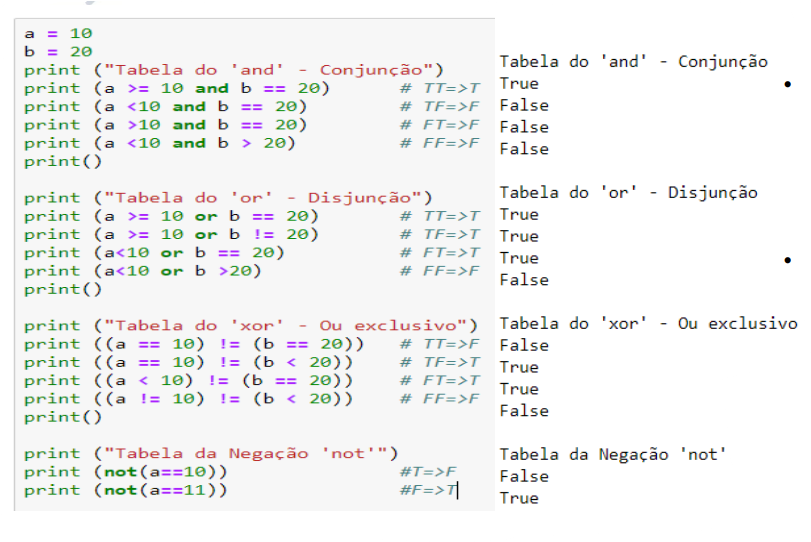 a = 10
b = 20
print ("Tabela do 'and' - Conjunção")
print (a >= 10 and b == 20) # TT=>T
print (a <10 and b == 20) # TF=>F
print (a >10 and b == 20) # FT=>F
print (a <10 and b > 20) # FF=>F
print()
print ("Tabela do 'or' - Disjunção")
print (a >= 10 or b == 20) # TT=>T
print (a >= 10 or b != 20) # TF=>T
print (a<10 or b == 20) # FT=>T
print (a<10 or b >20) # FF=>F
print()
print ("Tabela do 'xor' - Ou exclusivo")
print ((a == 10) != (b == 20)) # TT=>F
print ((a == 10) != (b < 20)) # TF=>T
print ((a < 10) != (b == 20)) # FT=>T
print ((a != 10) != (b < 20)) # FF=>F
print()
print ("Tabela da Negação 'not'")
print (not(a==10)) #T=>F
print (not(a==11)) #F=>T
Tabela do 'and' - Conjunção
True
False
False
False
Tabela do 'or' - Disjunção
True
True
True
False
Tabela do 'xor' - Ou exclusivo
False
True
True
False
Tabela da Negação 'not'
False
True